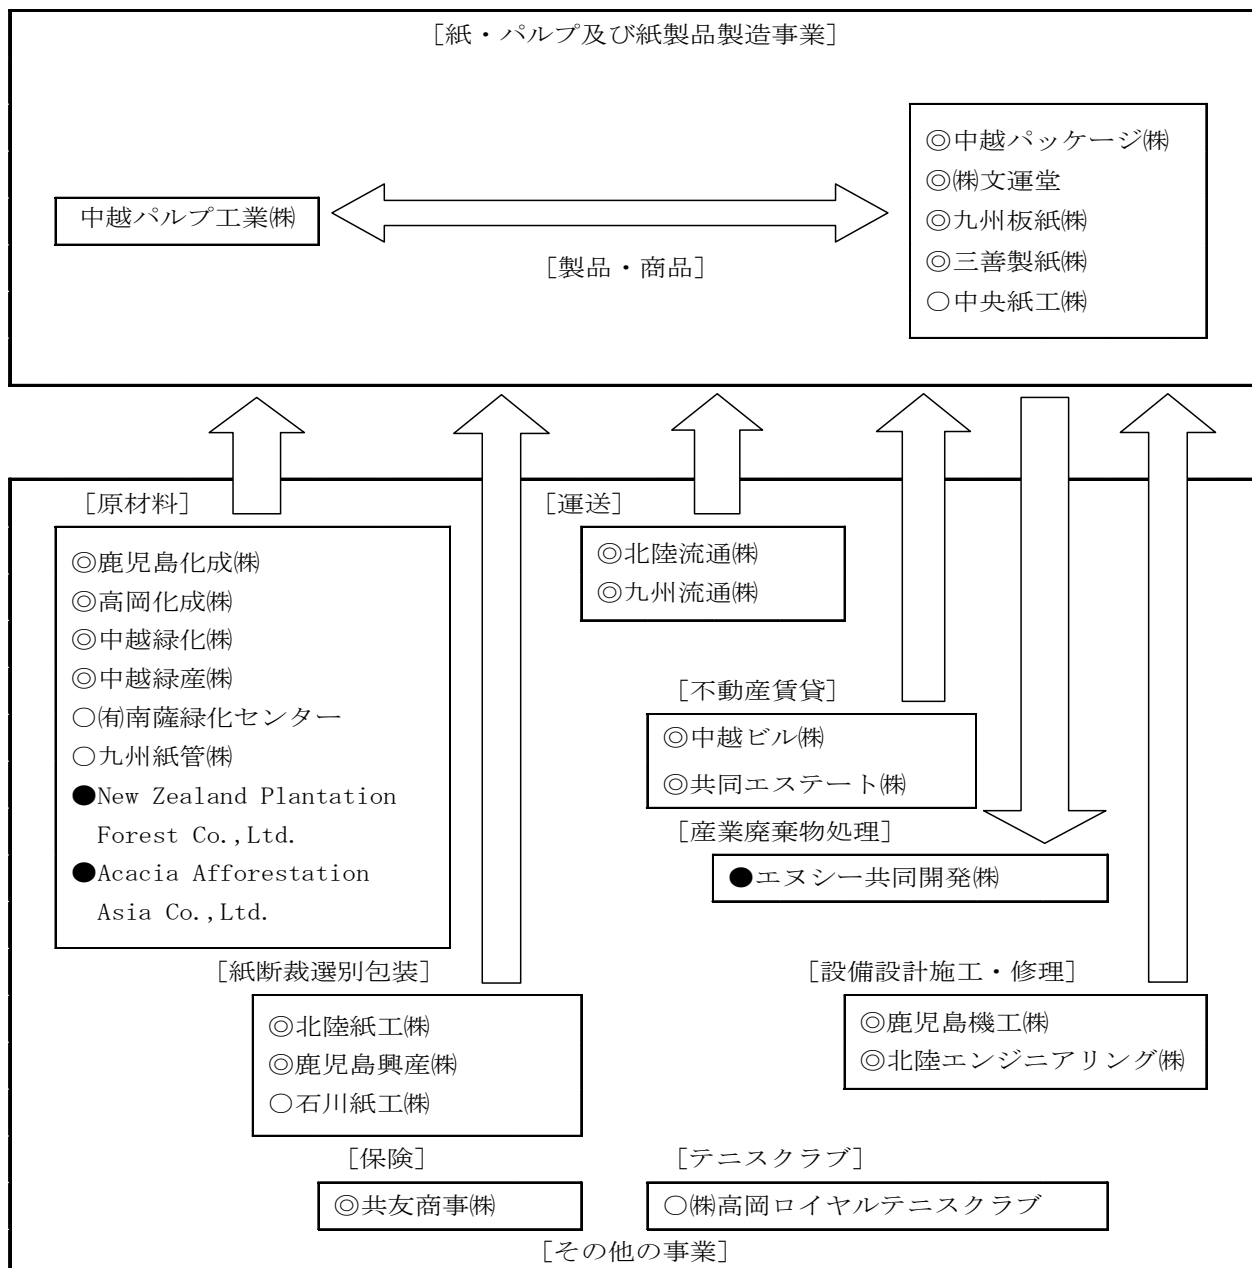 ［紙・パルプ及び紙製品製造事業］
中越パルプ工業㈱
［製品・商品］
◎中越パッケージ㈱
◎㈱文運堂
◎九州板紙㈱
◎三善製紙㈱
○中央紙工㈱
［原材料］
◎鹿児島化成㈱
◎高岡化成㈱
◎中越緑化㈱
◎中越緑産㈱
○㈲南薩緑化センター
○九州紙管㈱
●New Zealand Plantation
Forest Co.,Ltd.
●Acacia Afforestation
Asia Co.,Ltd.
［運送］
◎北陸流通㈱
◎九州流通㈱
［不動産賃貸］
◎中越ビル㈱
◎共同エステート㈱
［産業廃棄物処理］
●エヌシー共同開発㈱
［紙断裁選別包装］
◎北陸紙工㈱
◎鹿児島興産㈱
○石川紙工㈱
［設備設計施工・修理］
◎鹿児島機工㈱
◎北陸エンジニアリング㈱
［保険］
◎共友商事㈱
［テニスクラブ］
○㈱高岡ロイヤルテニスクラブ
［その他の事業］